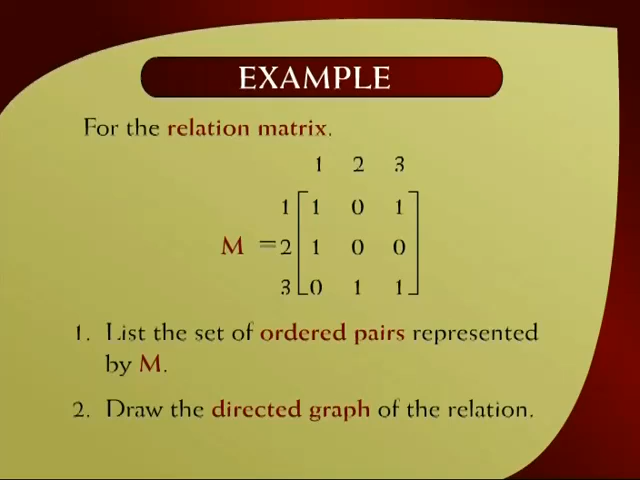 EXAMPLE
For the relation matrix.
1 2 3
1 1 0 1
M = 2 1 0 0
3 0 1 1
1. List the set of ordered pairs represented
by M.
2. Draw the directed graph of the relation.